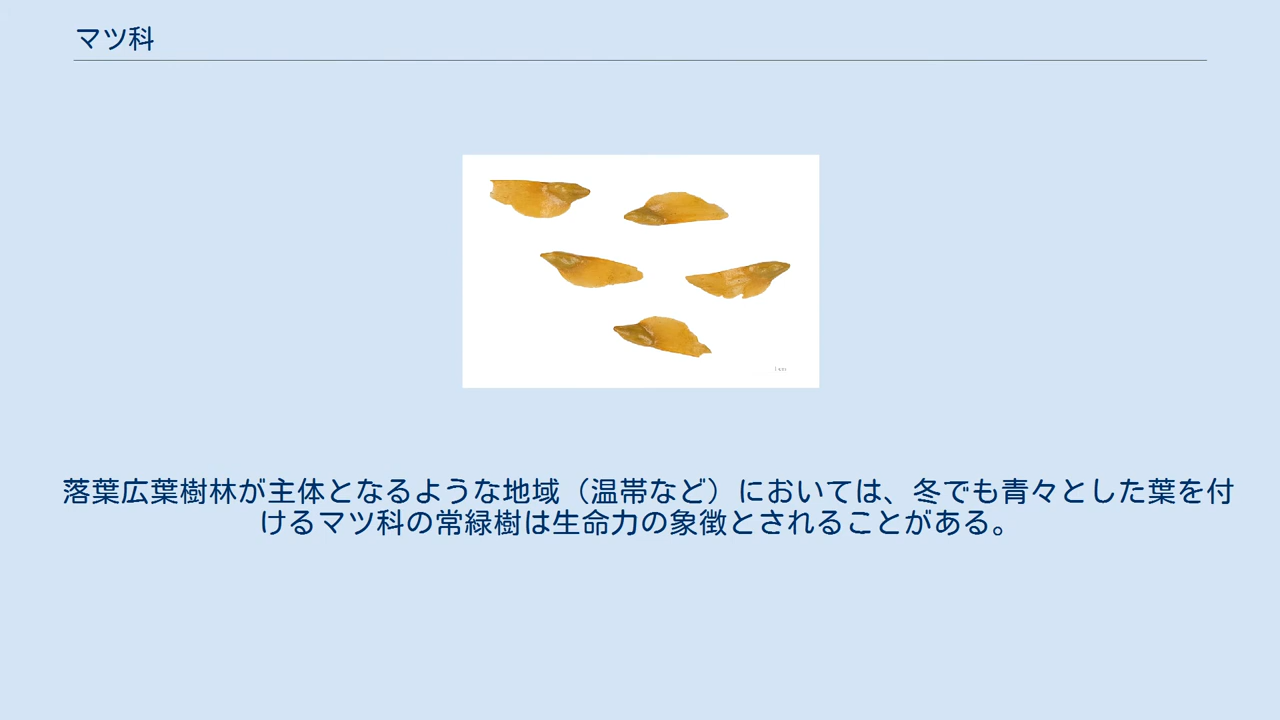 マツ科
落葉広葉樹林が主体となるような地域（温帯など）においては、冬でも青々とした葉を付
けるマツ科の常緑樹は生命力の象徴とされることがある。